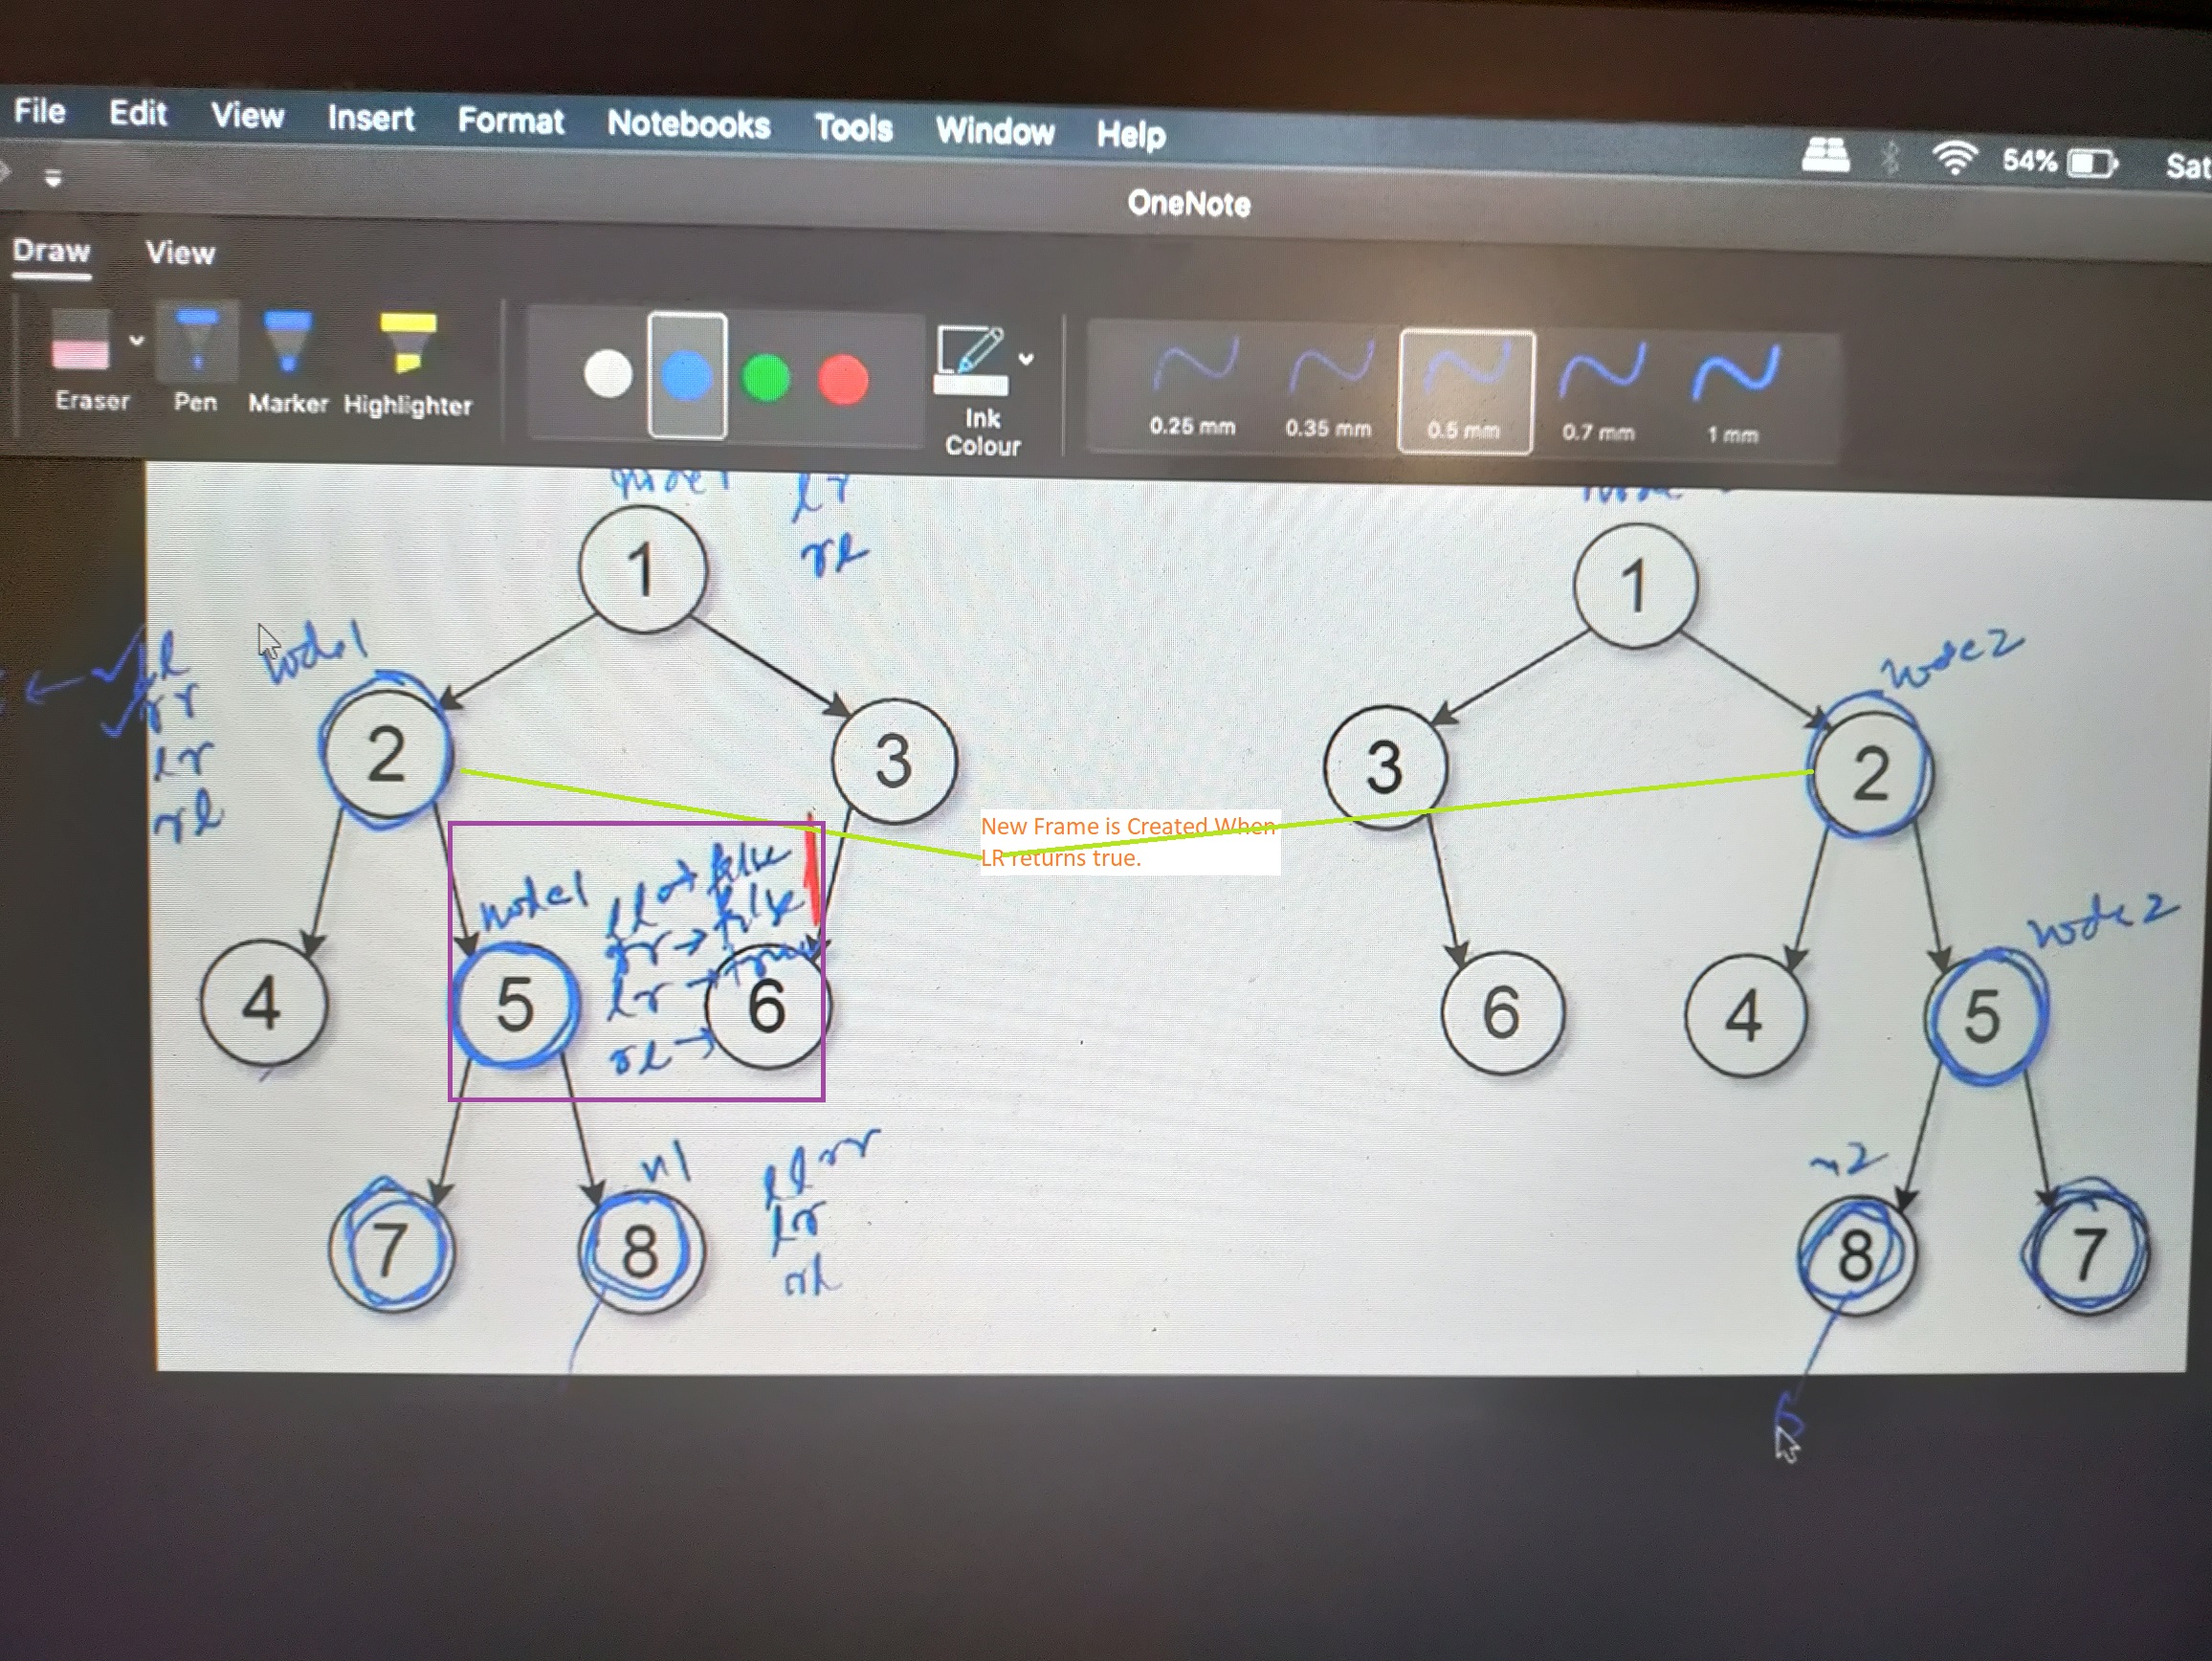 File Edit View Insert Format Notebooks Tools Window Help
54% Sat
OneNote
Draw View
Eraser Pen Marker Highlighter
Ink Colour
0.25 mm 0.35 mm 0.5 mm 0.7 mm 1 mm
lr
rl
1
1
node1
node2
ll
rr
lr
rl
2
3
3
2
New Frame is Created When
LR returns true.
node1
ll → false
rr → false
lr → true
rl →
node2
4
5
6
6
4
5
n1
ll rr
lr
rl
n2
7
8
8
7